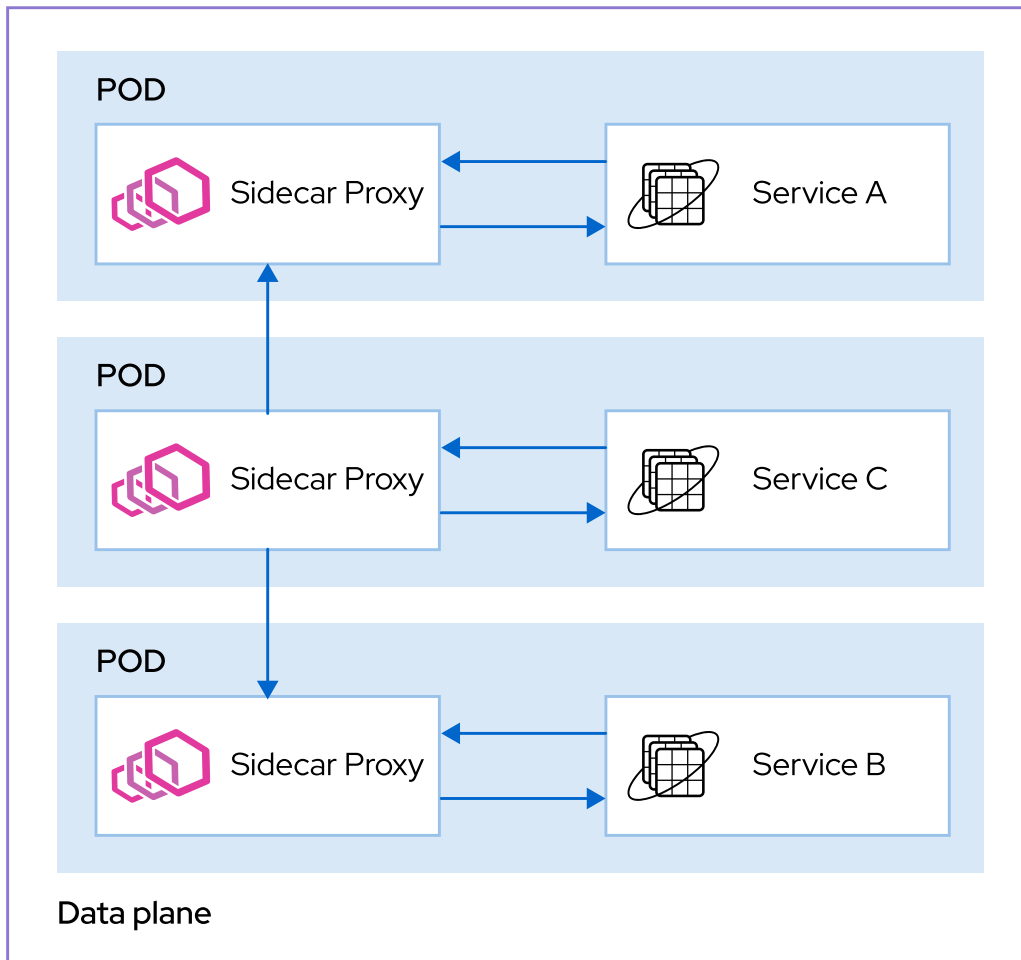 POD
Sidecar Proxy
Service A
POD
Sidecar Proxy
Service C
POD
Sidecar Proxy
Service B
Data plane